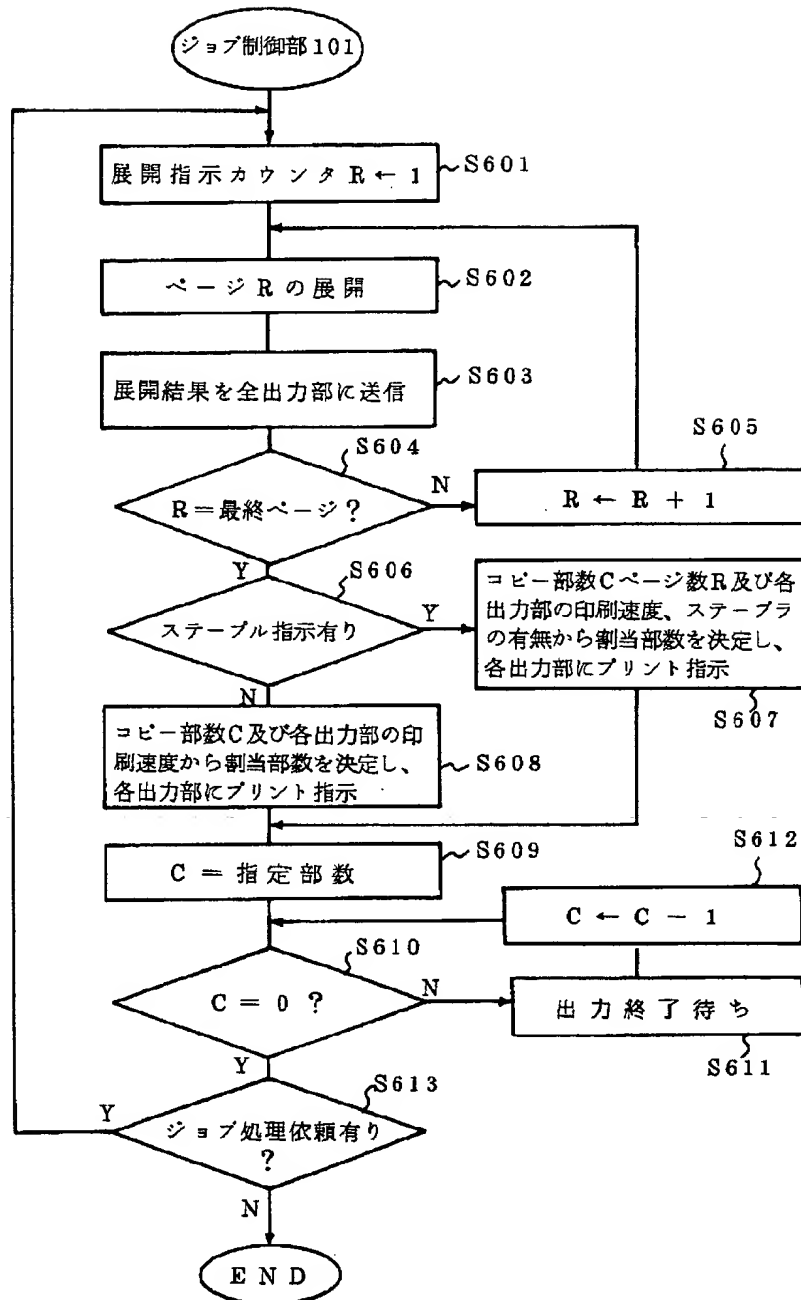 ジョブ制御部101
展開指示カウンタR←1
S601
ページRの展開
S602
展開結果を全出力部に送信
S603
S604
R=最終ページ?
N
S605
R←R+1
Y
S606
ステープル指示有り
Y
コピー部数Cページ数R及び各
出力部の印刷速度、ステープラ
の有無から割当部数を決定し、
各出力部にプリント指示
S607
N
コピー部数C及び各出力部の印
刷速度から割当部数を決定し、
各出力部にプリント指示
S608
S609
C=指定部数
S612
C←C-1
S610
C=0?
N
出力終了待ち
S611
Y
S613
Y
ジョブ処理依頼有り
?
N
END